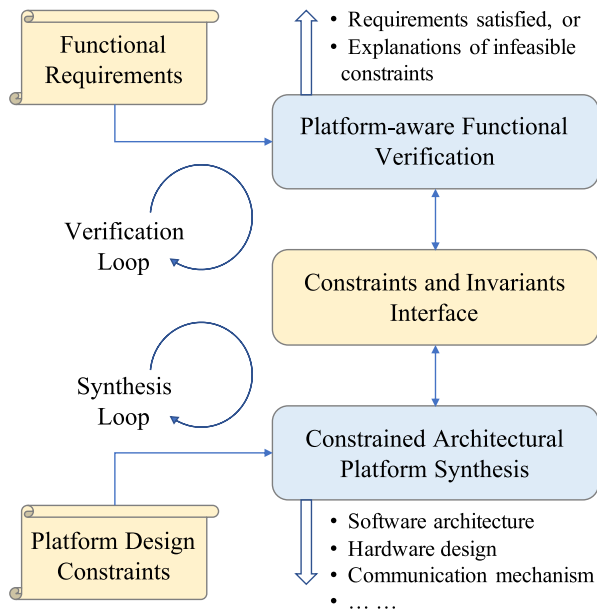 Functional
Requirements
• Requirements satisfied, or
• Explanations of infeasible
constraints
Platform-aware Functional
Verification
Verification
Loop
Constraints and Invariants
Interface
Synthesis
Loop
Constrained Architectural
Platform Synthesis
Platform Design
Constraints
• Software architecture
• Hardware design
• Communication mechanism
• … …